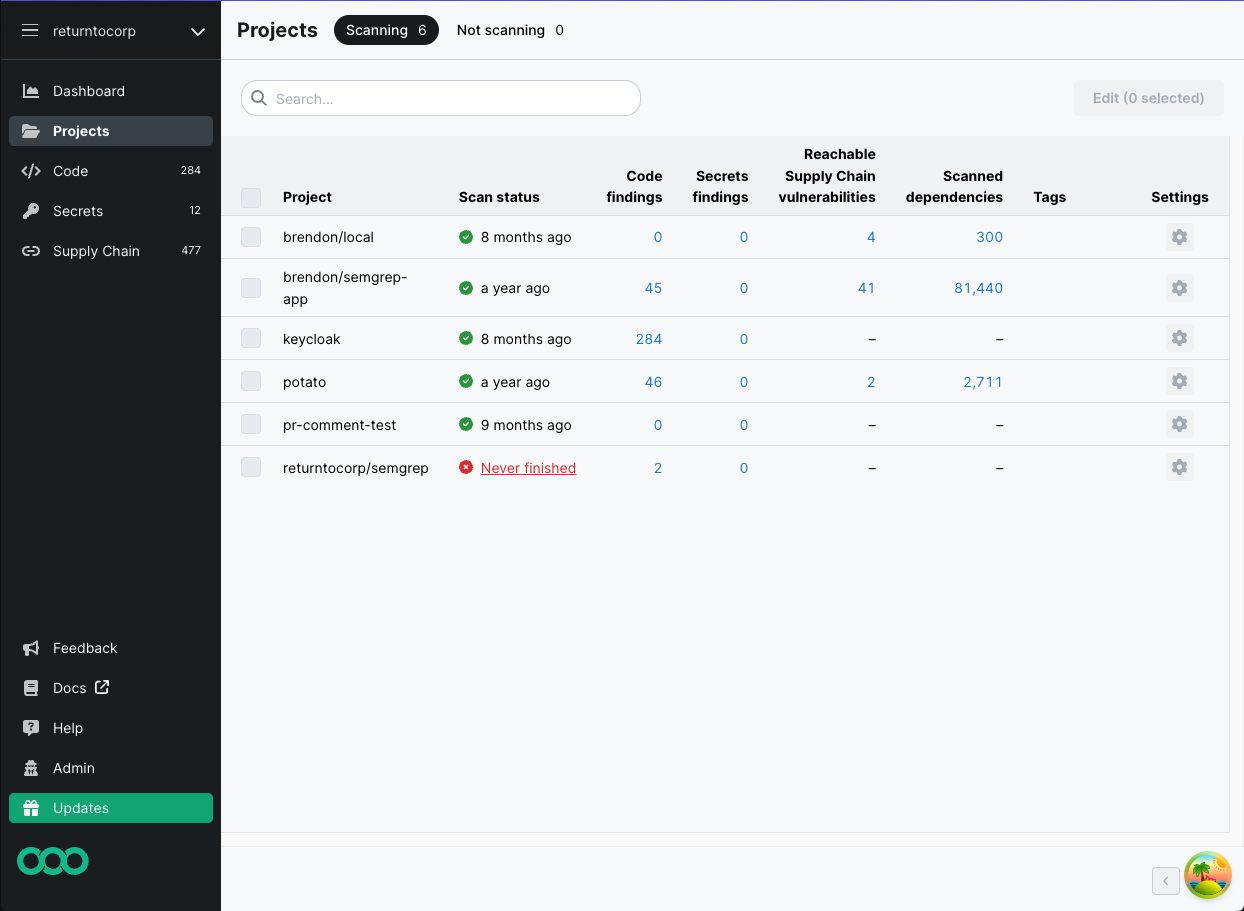 returntocorp
Dashboard
Projects
Code 284
Secrets 12
Supply Chain 477
Feedback
Docs
Help
Admin
Updates
Projects Scanning 6 Not scanning 0
Search...
Edit (0 selected)
Project Scan status Code findings Secrets findings Reachable Supply Chain vulnerabilities Scanned dependencies Tags Settings
brendon/local 8 months ago 0 0 4 300
brendon/semgrep-
app a year ago 45 0 41 81,440
keycloak 8 months ago 284 0 – –
potato a year ago 46 0 2 2,711
pr-comment-test 9 months ago 0 0 – –
returntocorp/semgrep Never finished 2 0 – –